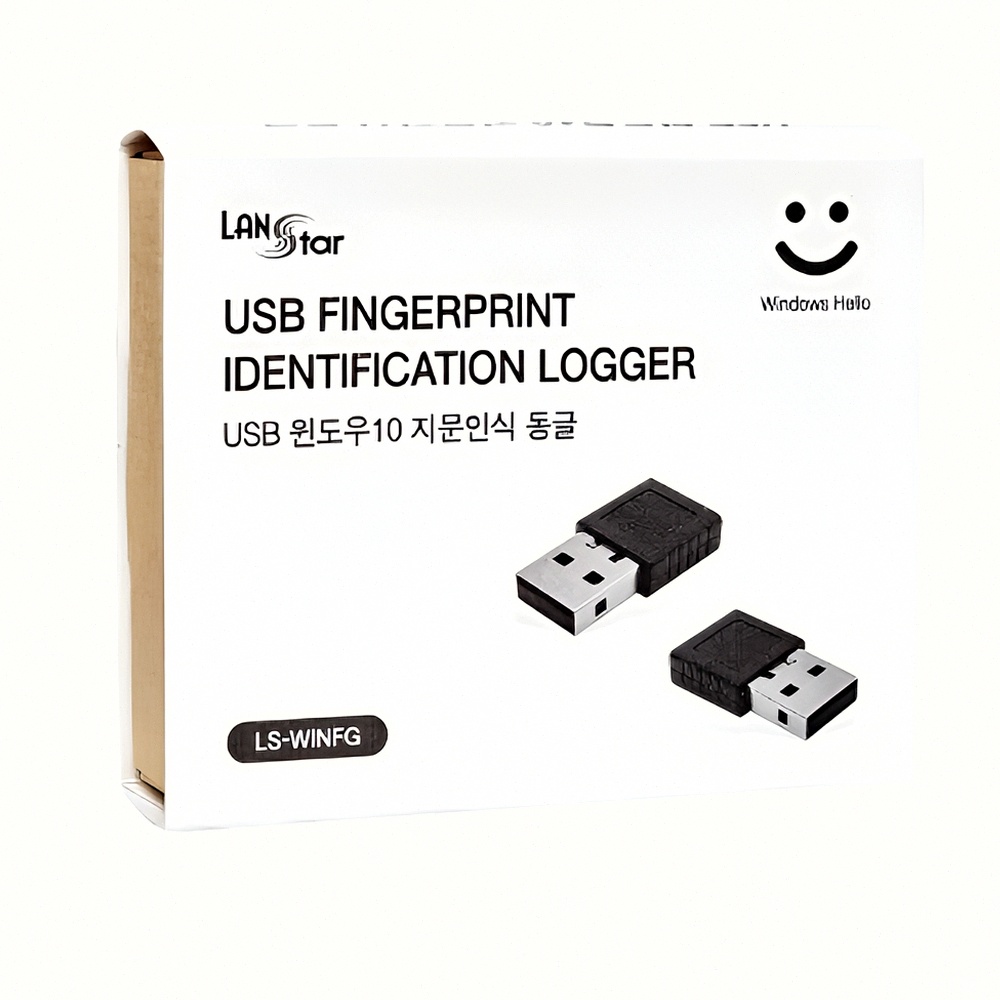 LANStar
Windows Hello
USB FINGERPRINT
IDENTIFICATION LOGGER
USB 윈도우10 지문인식 동글
LS-WINFG